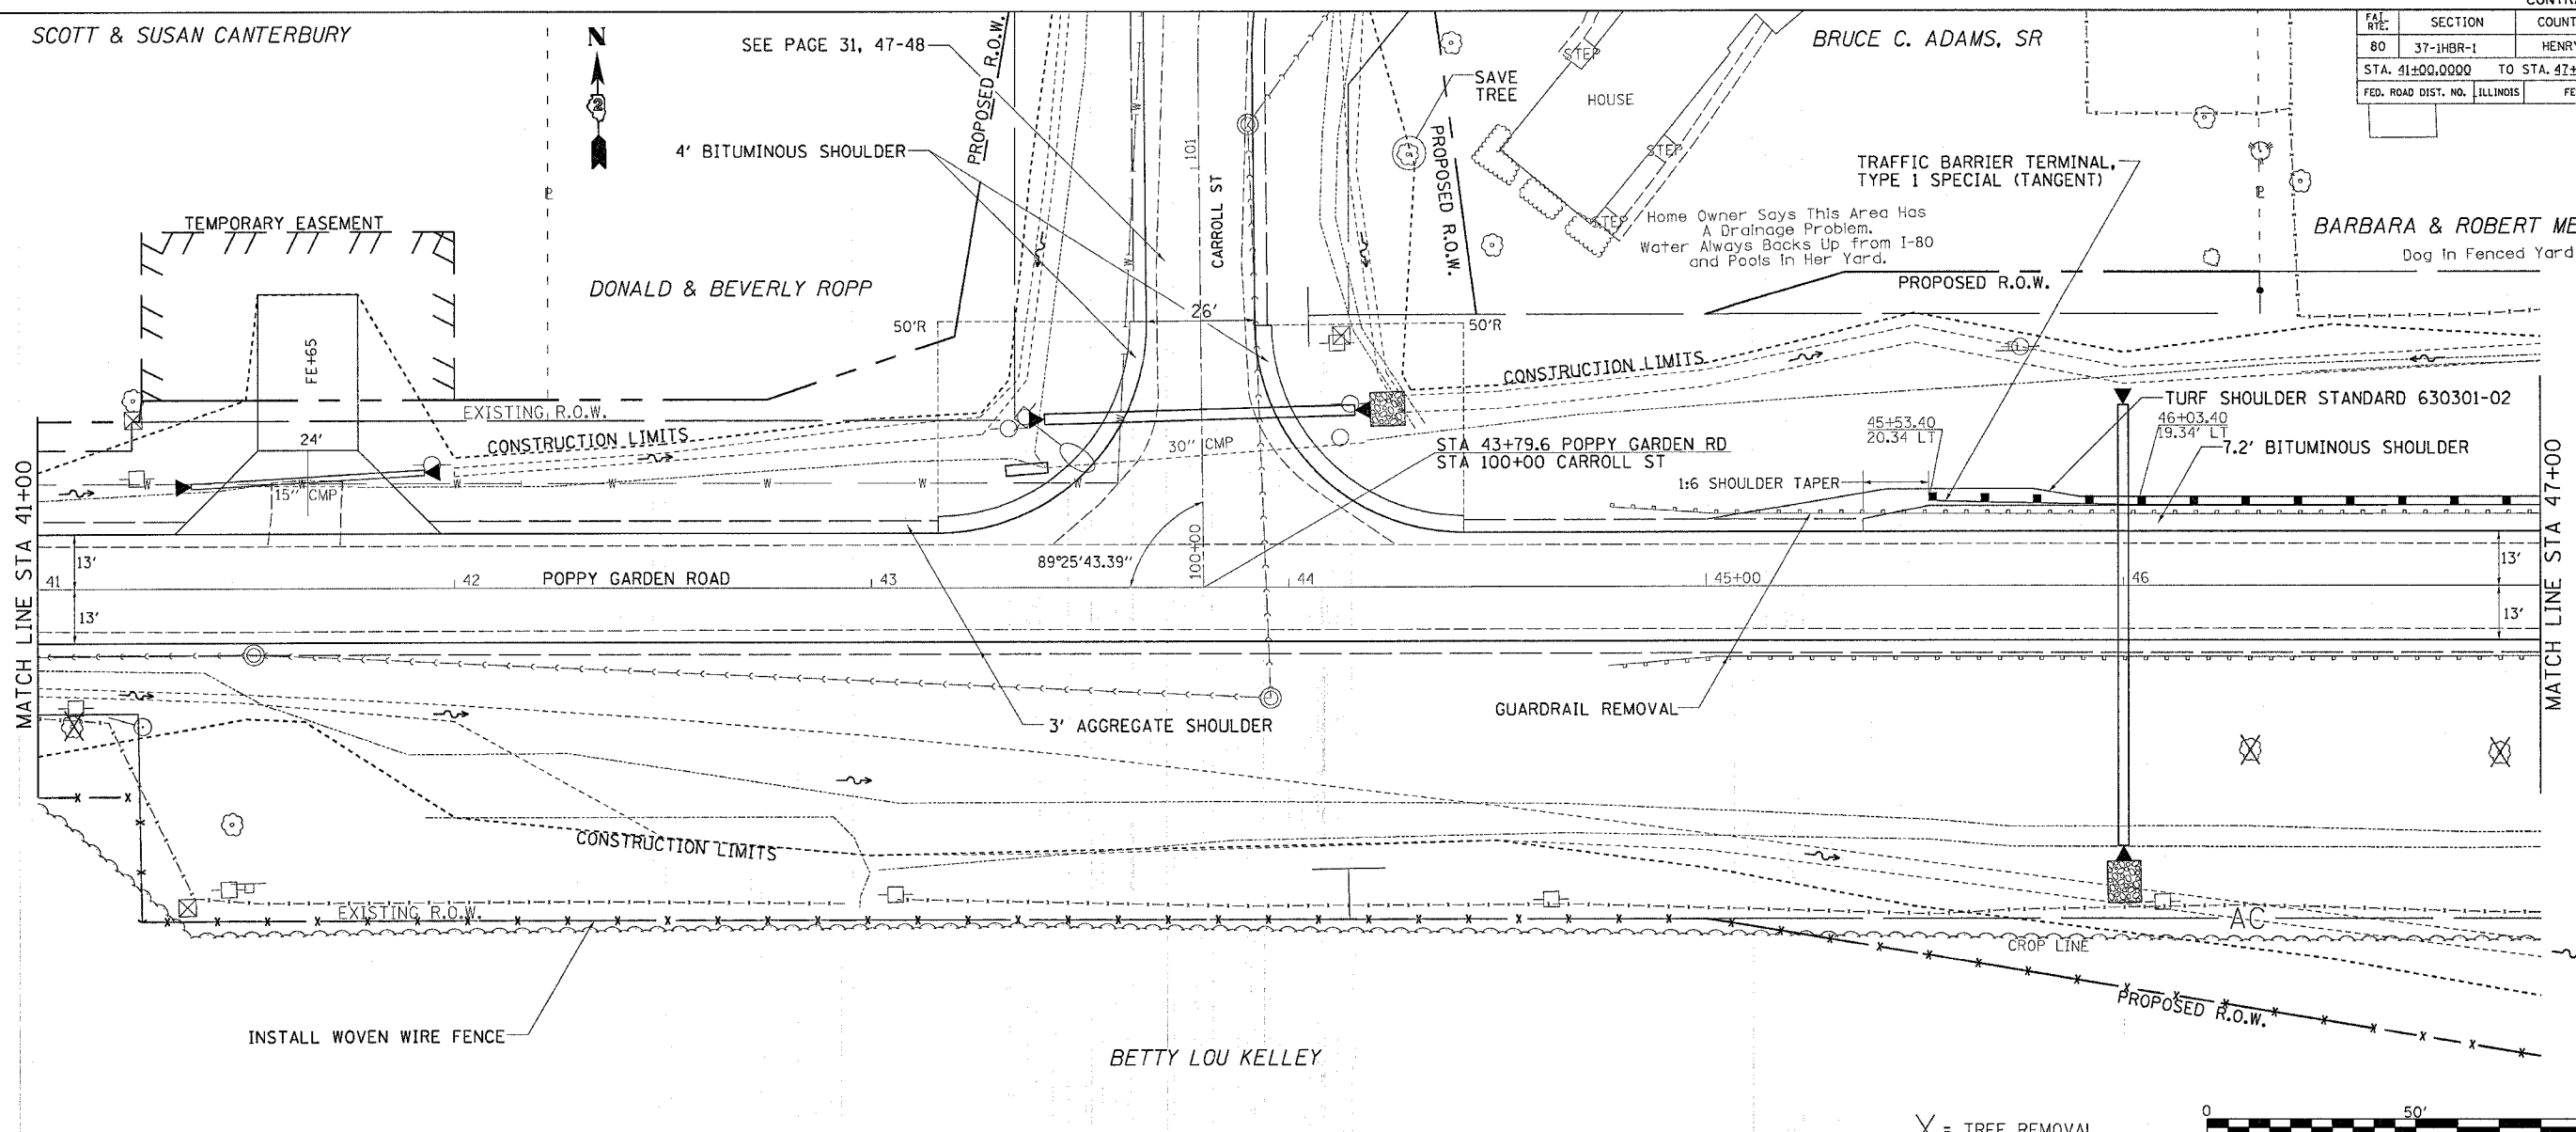 SCOTT & SUSAN CANTERBURY
N
2
SEE PAGE 31, 47-48
PROPOSED R.O.W.
SAVE
TREE
STEP
HOUSE
BRUCE C. ADAMS, SR
SECTION
80
37-1HBR-1
STA. 41+00.0000 TO STA. 47+
FED. ROAD DIST. NO.
ILLINOIS
4' BITUMINOUS SHOULDER
W
101
CARROLL ST
PROPOSED R.O.W.
STEP
STEP
TRAFFIC BARRIER TERMINAL,
TYPE 1 SPECIAL (TANGENT)
Home Owner Says This Area Has
A Drainage Problem.
Water Always Backs Up from I-80
and Pools in Her Yard.
TEMPORARY EASEMENT
DONALD & BEVERLY ROPP
BARBARA & ROBERT
Dog in Fenced Yard
PROPOSED R.O.W.
50'R
26'
50'R
FE+65
EXISTING R.O.W.
CONSTRUCTION LIMITS
CONSTRUCTION LIMITS
24'
30" CMP
TURF SHOULDER STANDARD 630301-02
45+53.40
20.34 LT
46+03.40
19.34' LT
7.2' BITUMINOUS SHOULDER
STA 43+79.6 POPPY GARDEN RD
STA 100+00 CARROLL ST
1:6 SHOULDER TAPER
15" CMP
W W W W W W
MATCH LINE STA 41+00
MATCH LINE STA 47+00
13'
13'
89°25'43.39"
100+00
41
42
POPPY GARDEN ROAD
43
44
45+00
46
13'
13'
3' AGGREGATE SHOULDER
GUARDRAIL REMOVAL
CONSTRUCTION LIMITS
EXISTING R.O.W.
AC
CROP LINE
PROPOSED R.O.W.
INSTALL WOVEN WIRE FENCE
BETTY LOU KELLEY
0
50'
X = TREE REMOVAL